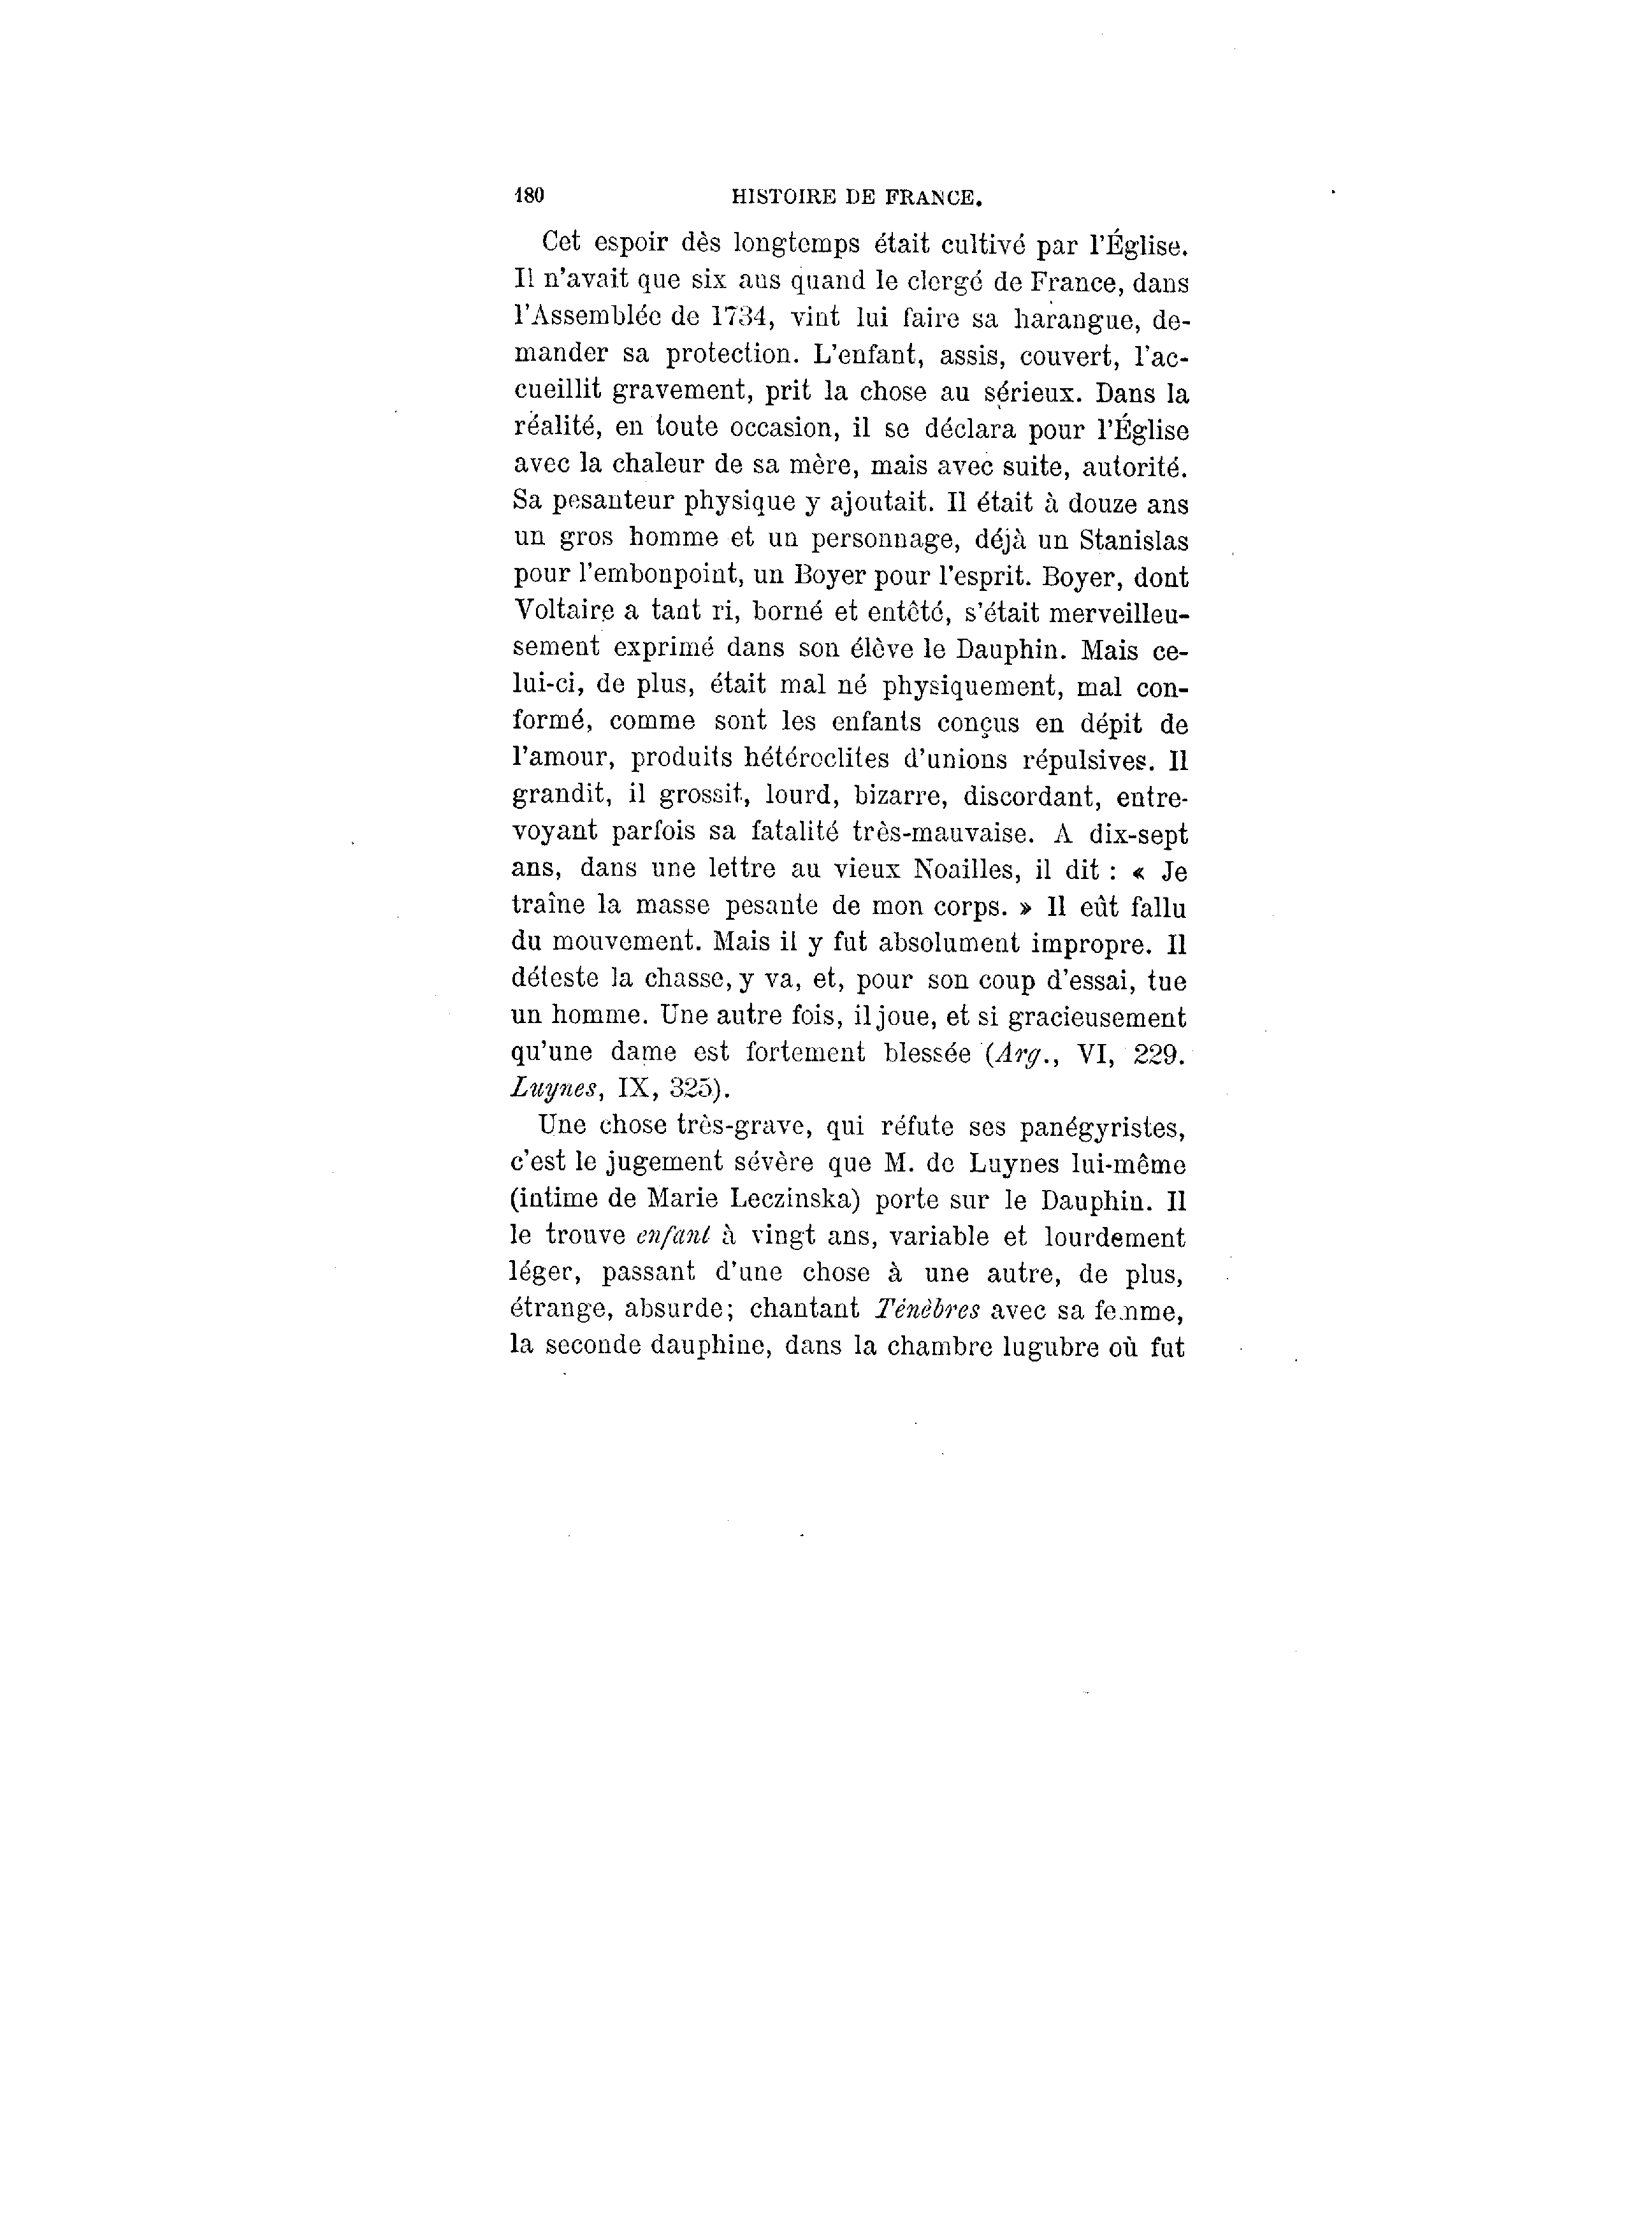 180 HISTOIRE DE FRANCE.
Cet espoir dès longtemps était cultivé par l'Église.
Il n'avait que six ans quand le clergé de France, dans
l'Assemblée de 1734, vint lui faire sa harangue, de-
mander sa protection. L'enfant, assis, couvert, l'ac-
cueillit gravement, prit la chose au sérieux. Dans la
réalité, en toute occasion, il se déclara pour l'Église
avec la chaleur de sa mère, mais avec suite, autorité.
Sa pesanteur physique y ajoutait. Il était à douze ans
un gros homme et un personnage, déjà un Stanislas
pour l'embonpoint, un Boyer pour l'esprit. Boyer, dont
Voltaire a tant ri, borné et entêté, s'était merveilleu-
sement exprimé dans son élève le Dauphin. Mais ce-
lui-ci, de plus, était mal né physiquement, mal con-
formé, comme sont les enfants conçus en dépit de
l'amour, produits hétéroclites d'unions répulsives. Il
grandit, il grossit, lourd, bizarre, discordant, entre-
voyant parfois sa fatalité très-mauvaise. A dix-sept
ans, dans une lettre au vieux Noailles, il dit : « Je
traîne la masse pesante de mon corps. » Il eût fallu
du mouvement. Mais il y fut absolument impropre. Il
déteste la chasse, y va, et, pour son coup d'essai, tue
un homme. Une autre fois, il joue, et si gracieusement
qu'une dame est fortement blessée (Arg., VI, 229.
Luynes, IX, 325).
Une chose très-grave, qui réfute ses panégyristes,
c'est le jugement sévère que M. de Luynes lui-même
(intime de Marie Leczinska) porte sur le Dauphin. Il
le trouve enfant à vingt ans, variable et lourdement
léger, passant d'une chose à une autre, de plus,
étrange, absurde; chantant Ténèbres avec sa femme,
la seconde dauphine, dans la chambre lugubre où fut